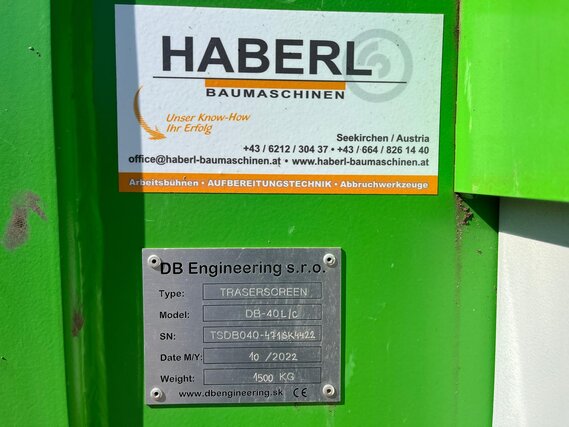 HABERL
BAUMASCHINEN
Unser Know-How
Ihr Erfolg
Seekirchen / Austria
+43 / 6212 / 304 37 • +43 / 664 / 826 14 40
office@haberl-baumaschinen.at • www.haberl-baumaschinen.at
Arbeitsbühnen • AUFBEREITUNGSTECHNIK • Abbruchwerkzeuge
DB Engineering s.r.o.
Type: TRASERSCREEN
Model: DB-40L/C
SN:
Date M/Y: 10/2022
Weight: 1500 KG
www.dbengineering.sk CE